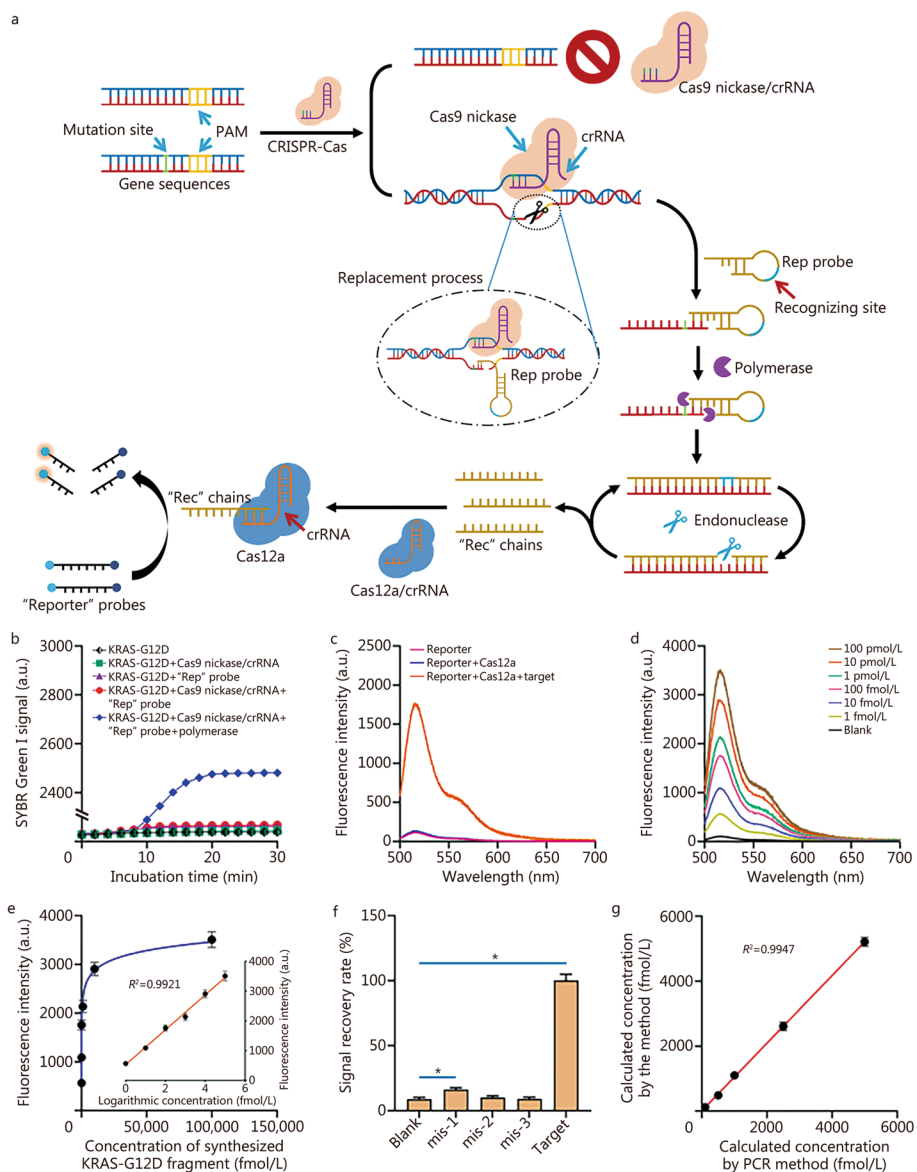 a
Cas9 nickase/crRNA
Cas9 nickase
crRNA
Mutation site
PAM
CRISPR-Cas
Gene sequences
Replacement process
Rep probe
Rep probe
Recognizing site
Polymerase
"Rec" chains
crRNA
Cas12a
Cas12a/crRNA
"Rec" chains
Endonuclease
"Reporter" probes
b
3000
2400
0
0
10
20
30
SYBR Green I signal (a.u.)
Incubation time (min)
KRAS-G12D
KRAS-G12D+Cas9 nickase/crRNA
KRAS-G12D+"Rep" probe
KRAS-G12D+Cas9 nickase/crRNA+
"Rep" probe
KRAS-G12D+Cas9 nickase/crRNA+
"Rep" probe+polymerase
c
2500
2000
1500
1000
500
0
500
550
600
650
700
Fluorescence intensity (a.u.)
Wavelength (nm)
Reporter
Reporter+Cas12a
Reporter+Cas12a+target
d
4000
3000
2000
1000
0
500
550
600
650
700
Fluorescence intensity (a.u.)
Wavelength (nm)
100 pmol/L
10 pmol/L
1 pmol/L
100 fmol/L
10 fmol/L
1 fmol/L
Blank
e
4000
3000
2000
1000
0
0
50,000
100,000
150,000
Fluorescence intensity (a.u.)
Concentration of synthesized
KRAS-G12D fragment (fmol/L)
R²=0.9921
4000
3000
2000
1000
0
0
2
4
6
Fluorescence intensity (a.u.)
Logarithmic concentration (fmol/L)
f
150
100
50
0
Signal recovery rate (%)
*
*
Blank
mis-1
mis-2
mis-3
Target
g
6000
4000
2000
0
0
2000
4000
6000
R²=0.9947
Calculated concentration
by the method (fmol/L)
Calculated concentration
by PCR method (fmol/L)